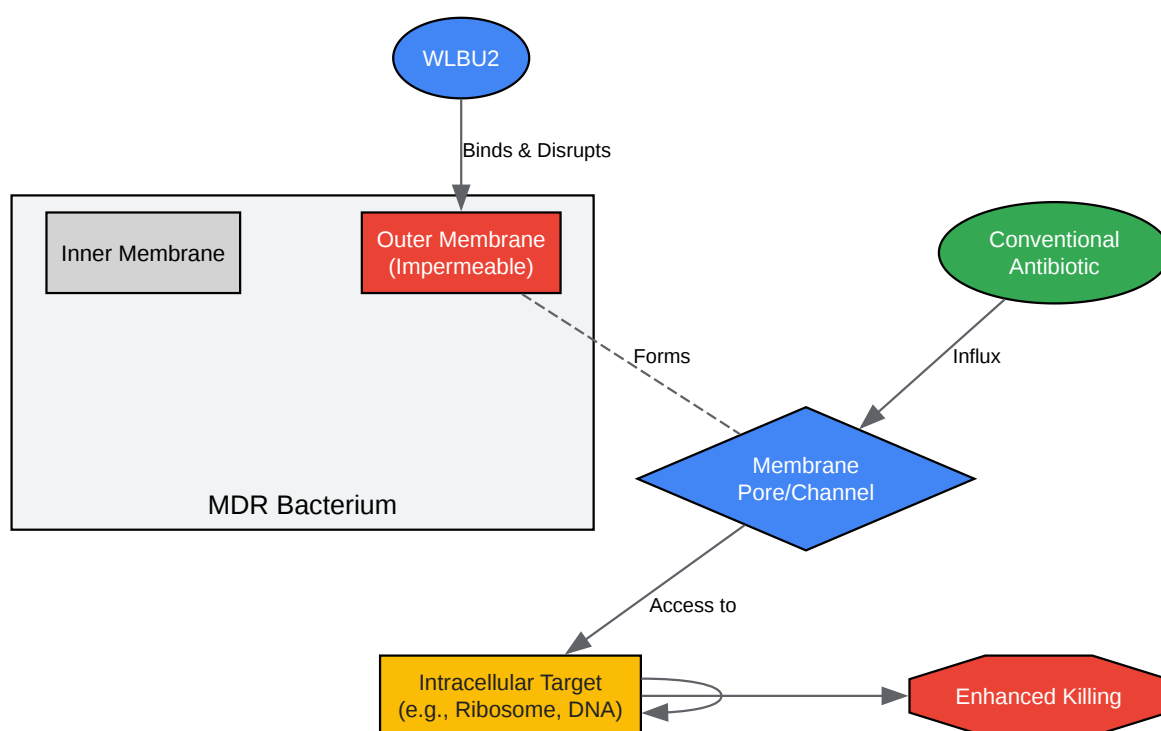 WLBU2
Binds & Disrupts
Inner Membrane
Outer Membrane
(Impermeable)
Conventional
Antibiotic
Forms
Influx
Membrane
Pore/Channel
MDR Bacterium
Access to
Intracellular Target
(e.g., Ribosome, DNA)
Enhanced Killing